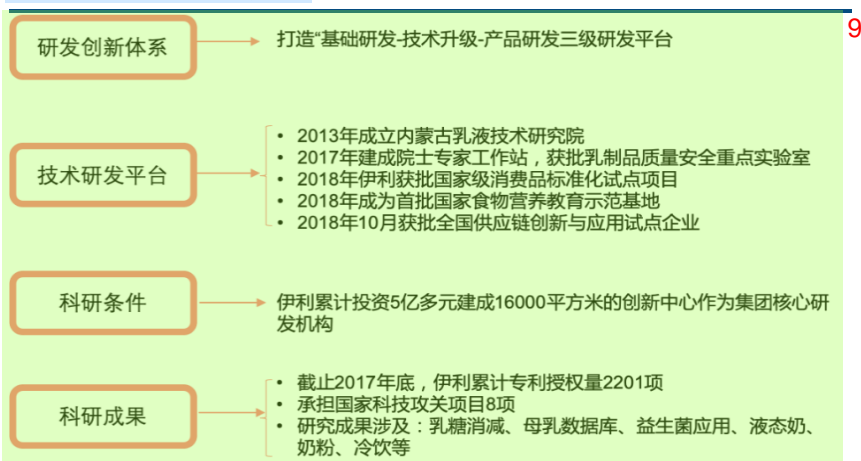 9
研发创新体系
打造“基础研发-技术升级-产品研发三级研发平台
技术研发平台
• 2013年成立内蒙古乳液技术研究院
• 2017年建成院士专家工作站，获批乳制品质量安全重点实验室
• 2018年伊利获批国家级消费品标准化试点项目
• 2018年成为首批国家食物营养教育示范基地
• 2018年10月获批全国供应链创新与应用试点企业
科研条件
伊利累计投资5亿多元建成16000平方米的创新中心作为集团核心研
发机构
科研成果
• 截止2017年底，伊利累计专利授权量2201项
• 承担国家科技攻关项目8项
• 研究成果涉及：乳糖消减、母乳数据库、益生菌应用、液态奶、
奶粉、冷饮等